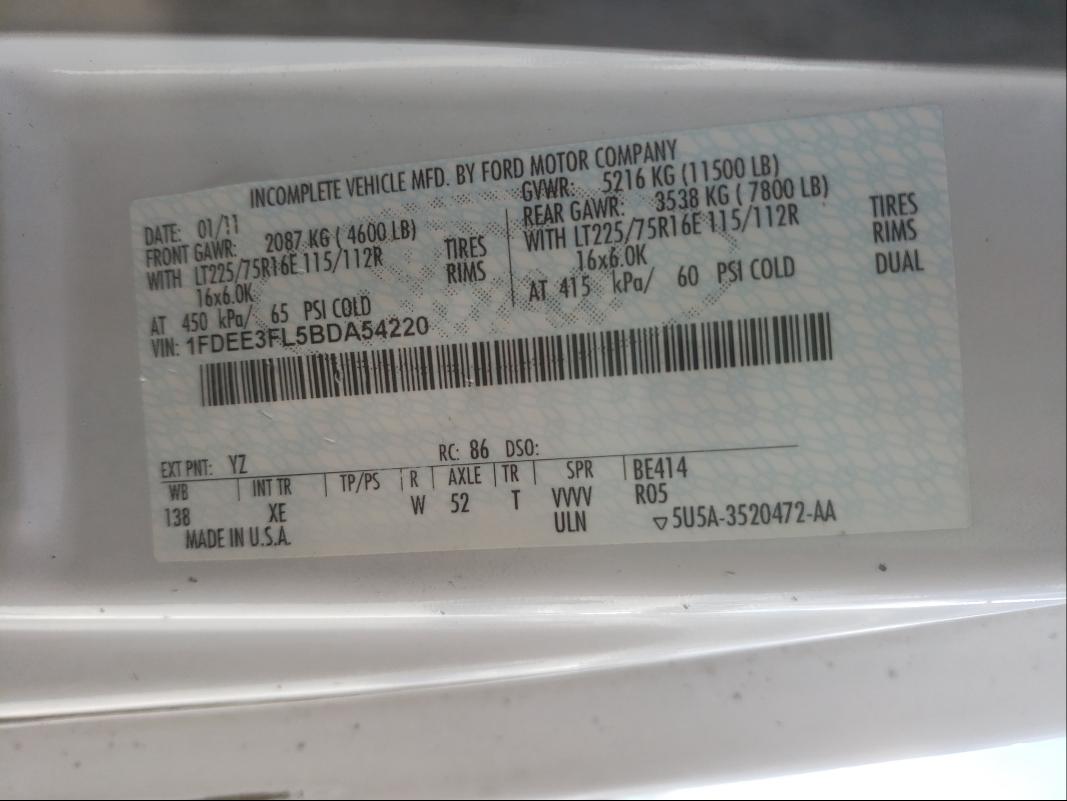 INCOMPLETE VEHICLE MFD. BY FORD MOTOR COMPANY
DATE: 01/11
GVWR: 5216 KG (11500 LB)
FRONT GAWR: 2087 KG ( 4600 LB)
REAR GAWR: 3538 KG ( 7800 LB)
WITH LT225/75R16E 115/112R TIRES
WITH LT225/75R16E 115/112R TIRES
16x6.0K RIMS
16x6.0K RIMS
AT 450 kPa/ 65 PSI COLD
AT 415 kPa/ 60 PSI COLD DUAL
VIN: 1FDEE3FL5BDA54220
EXT PNT: YZ RC: 86 DSO:
WB INT TR TP/PS R AXLE TR SPR BE414
138 XE W 52 T VVVV R05
ULN ▽5U5A-3520472-AA
MADE IN U.S.A.